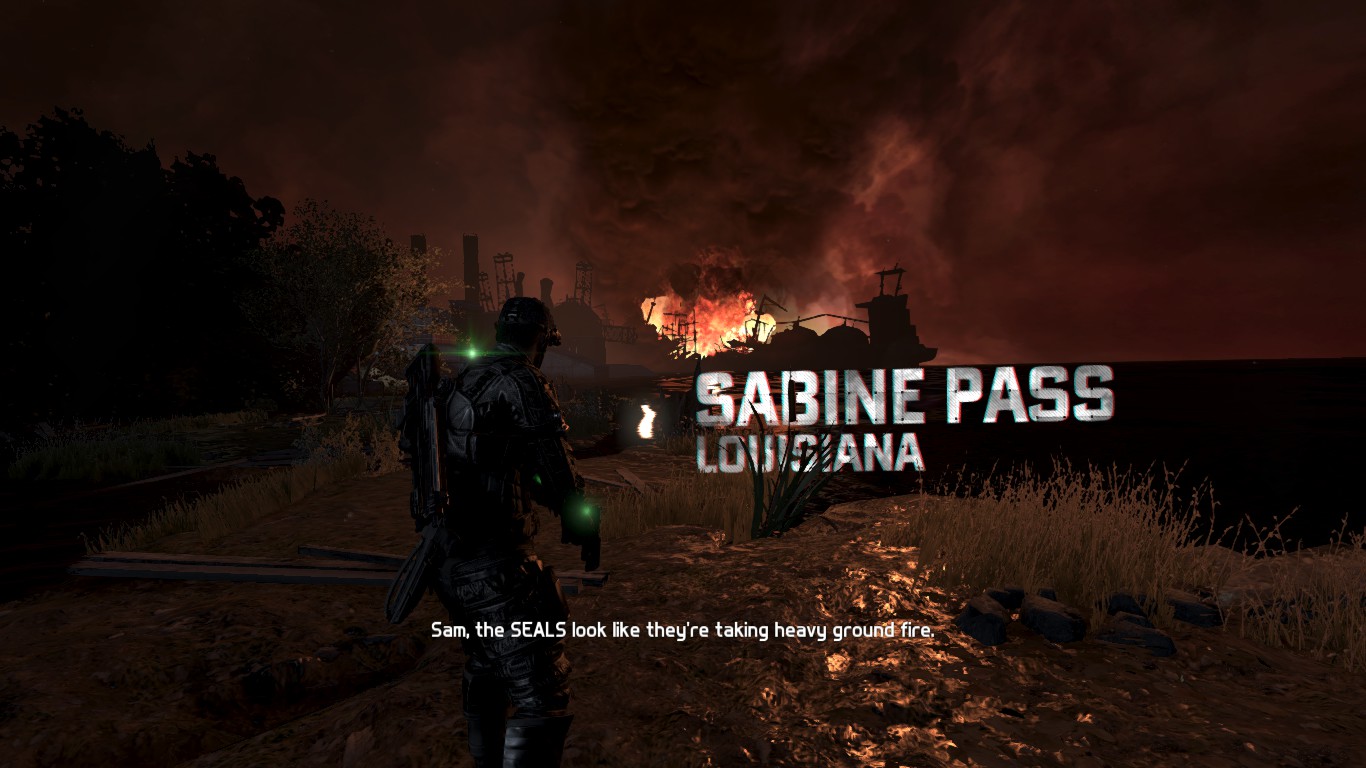 SABINE PASS
LOUISIANA
Sam, the SEALS look like they're taking heavy ground fire.